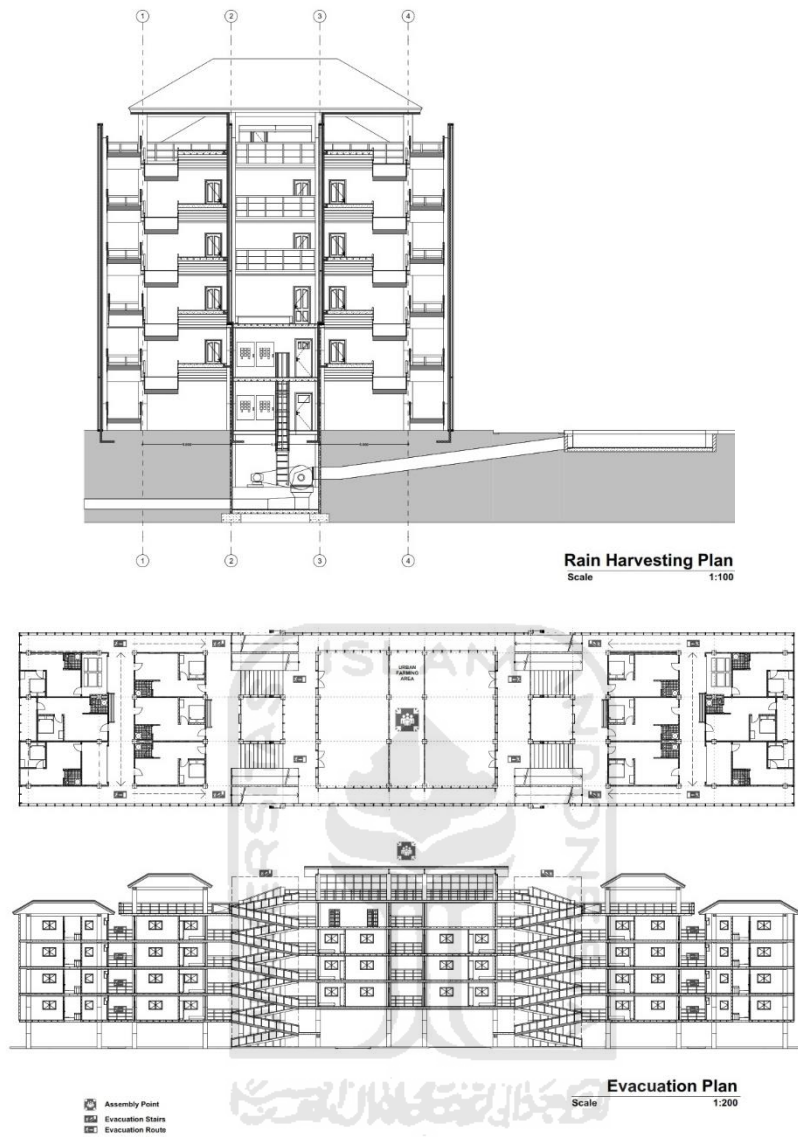 1 2 3 4
1 2 3 4
Rain Harvesting Plan
Scale 1:100
URBAN
FARMING
AREA
ISLAM
Evacuation Plan
Scale 1:200
Assembly Point
Evacuation Stairs
Evacuation Route